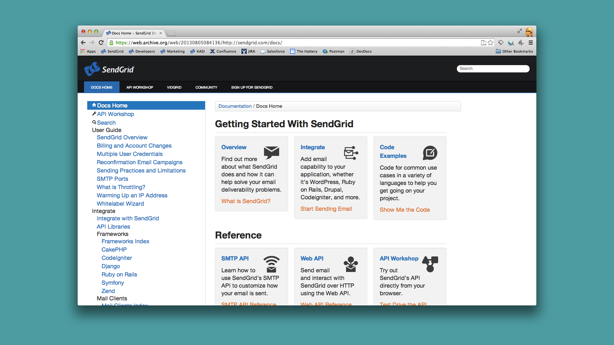 Docs Home – SendGrid D
https://web.archive.org/web/20130805084136/http://sendgrid.com/docs/
Apps SendGrid Developers Marketing KAD Confluence JIRA Salesforce The Hattery Postman DevDocs Other Bookmarks
SendGrid
Search
DOCS HOME API WORKSHOP VIDGRID COMMUNITY SIGN UP FOR SENDGRID
Docs Home
API Workshop
Search
User Guide
SendGrid Overview
Billing and Account Changes
Multiple User Credentials
Reconfirmation Email Campaigns
Sending Practices and Limitations
SMTP Ports
What is Throttling?
Warming Up an IP Address
Whitelabel Wizard
Integrate
Integrate with SendGrid
API Libraries
Frameworks
Frameworks Index
CakePHP
CodeIgniter
Django
Ruby on Rails
Symfony
Zend
Mail Clients
Mail Clients Index
Documentation / Docs Home
Getting Started With SendGrid
Overview
Find out more
about what SendGrid
does and how it can
help solve your email
deliverability problems.
What is SendGrid?
Integrate
Add email
capability to your
application, whether
it's WordPress, Ruby
on Rails, Drupal,
CodeIgniter, and more.
Start Sending Email
Code
Examples
Code for common use
cases in a variety of
languages to help you
get going on your
project.
Show Me the Code
Reference
SMTP API
Learn how to
use SendGrid's SMTP
API to customize how
your email is sent.
SMTP API Reference
Web API
Send email
and interact with
SendGrid over HTTP
using the Web API.
Web API Reference
API Workshop
Try out
SendGrid's API
directly from your
browser.
Test Drive the API